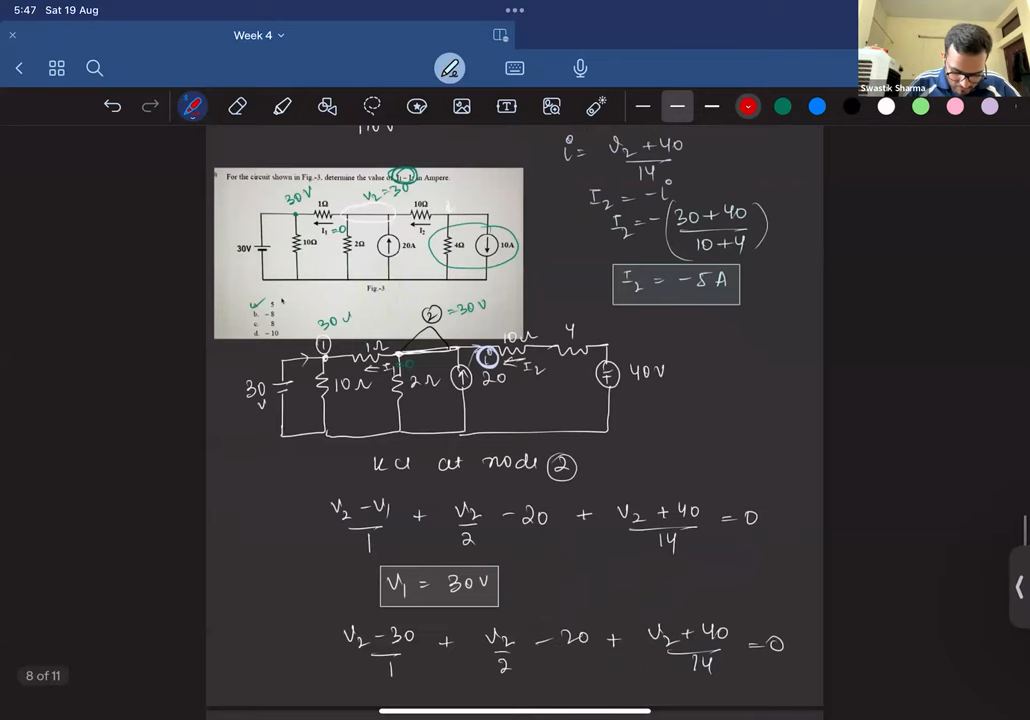 5:47 Sat 19 Aug
Week 4
Swastik Sharma
110V
For the circuit shown in Fig.-3, determine the value of I1 – I2 in Ampere.
30V
V2 = 30
1Ω
10Ω
I1 = 0
I2
30V
10Ω
2Ω
20A
4Ω
10A
Fig.-3
a. 5
b. – 8
c. 8
d. – 10
i = V2 + 40 / 14
I2 = -i
I2 = -(30 + 40 / 10 + 4)
I2 = -5 A
30 V
2 = 30 V
1
1Ω
10Ω
4
I1 = 0
i
I2
30 V
10Ω
2Ω
20
40 V
KCL at node 2
V2 - V1 / 1 + V2 / 2 - 20 + V2 + 40 / 14 = 0
V1 = 30V
V2 - 30 / 1 + V2 / 2 - 20 + V2 + 40 / 14 = 0
8 of 11